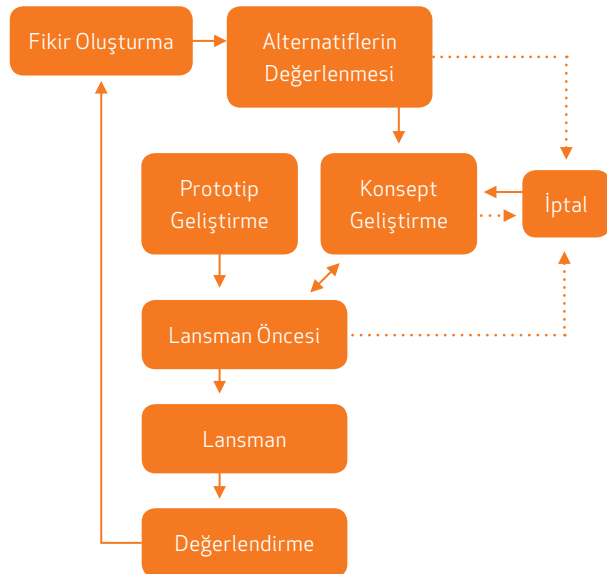 Fikir Oluşturma
Alternatiflerin
Değerlenmesi
Prototip
Geliştirme
Konsept
Geliştirme
İptal
Lansman Öncesi
Lansman
Değerlendirme